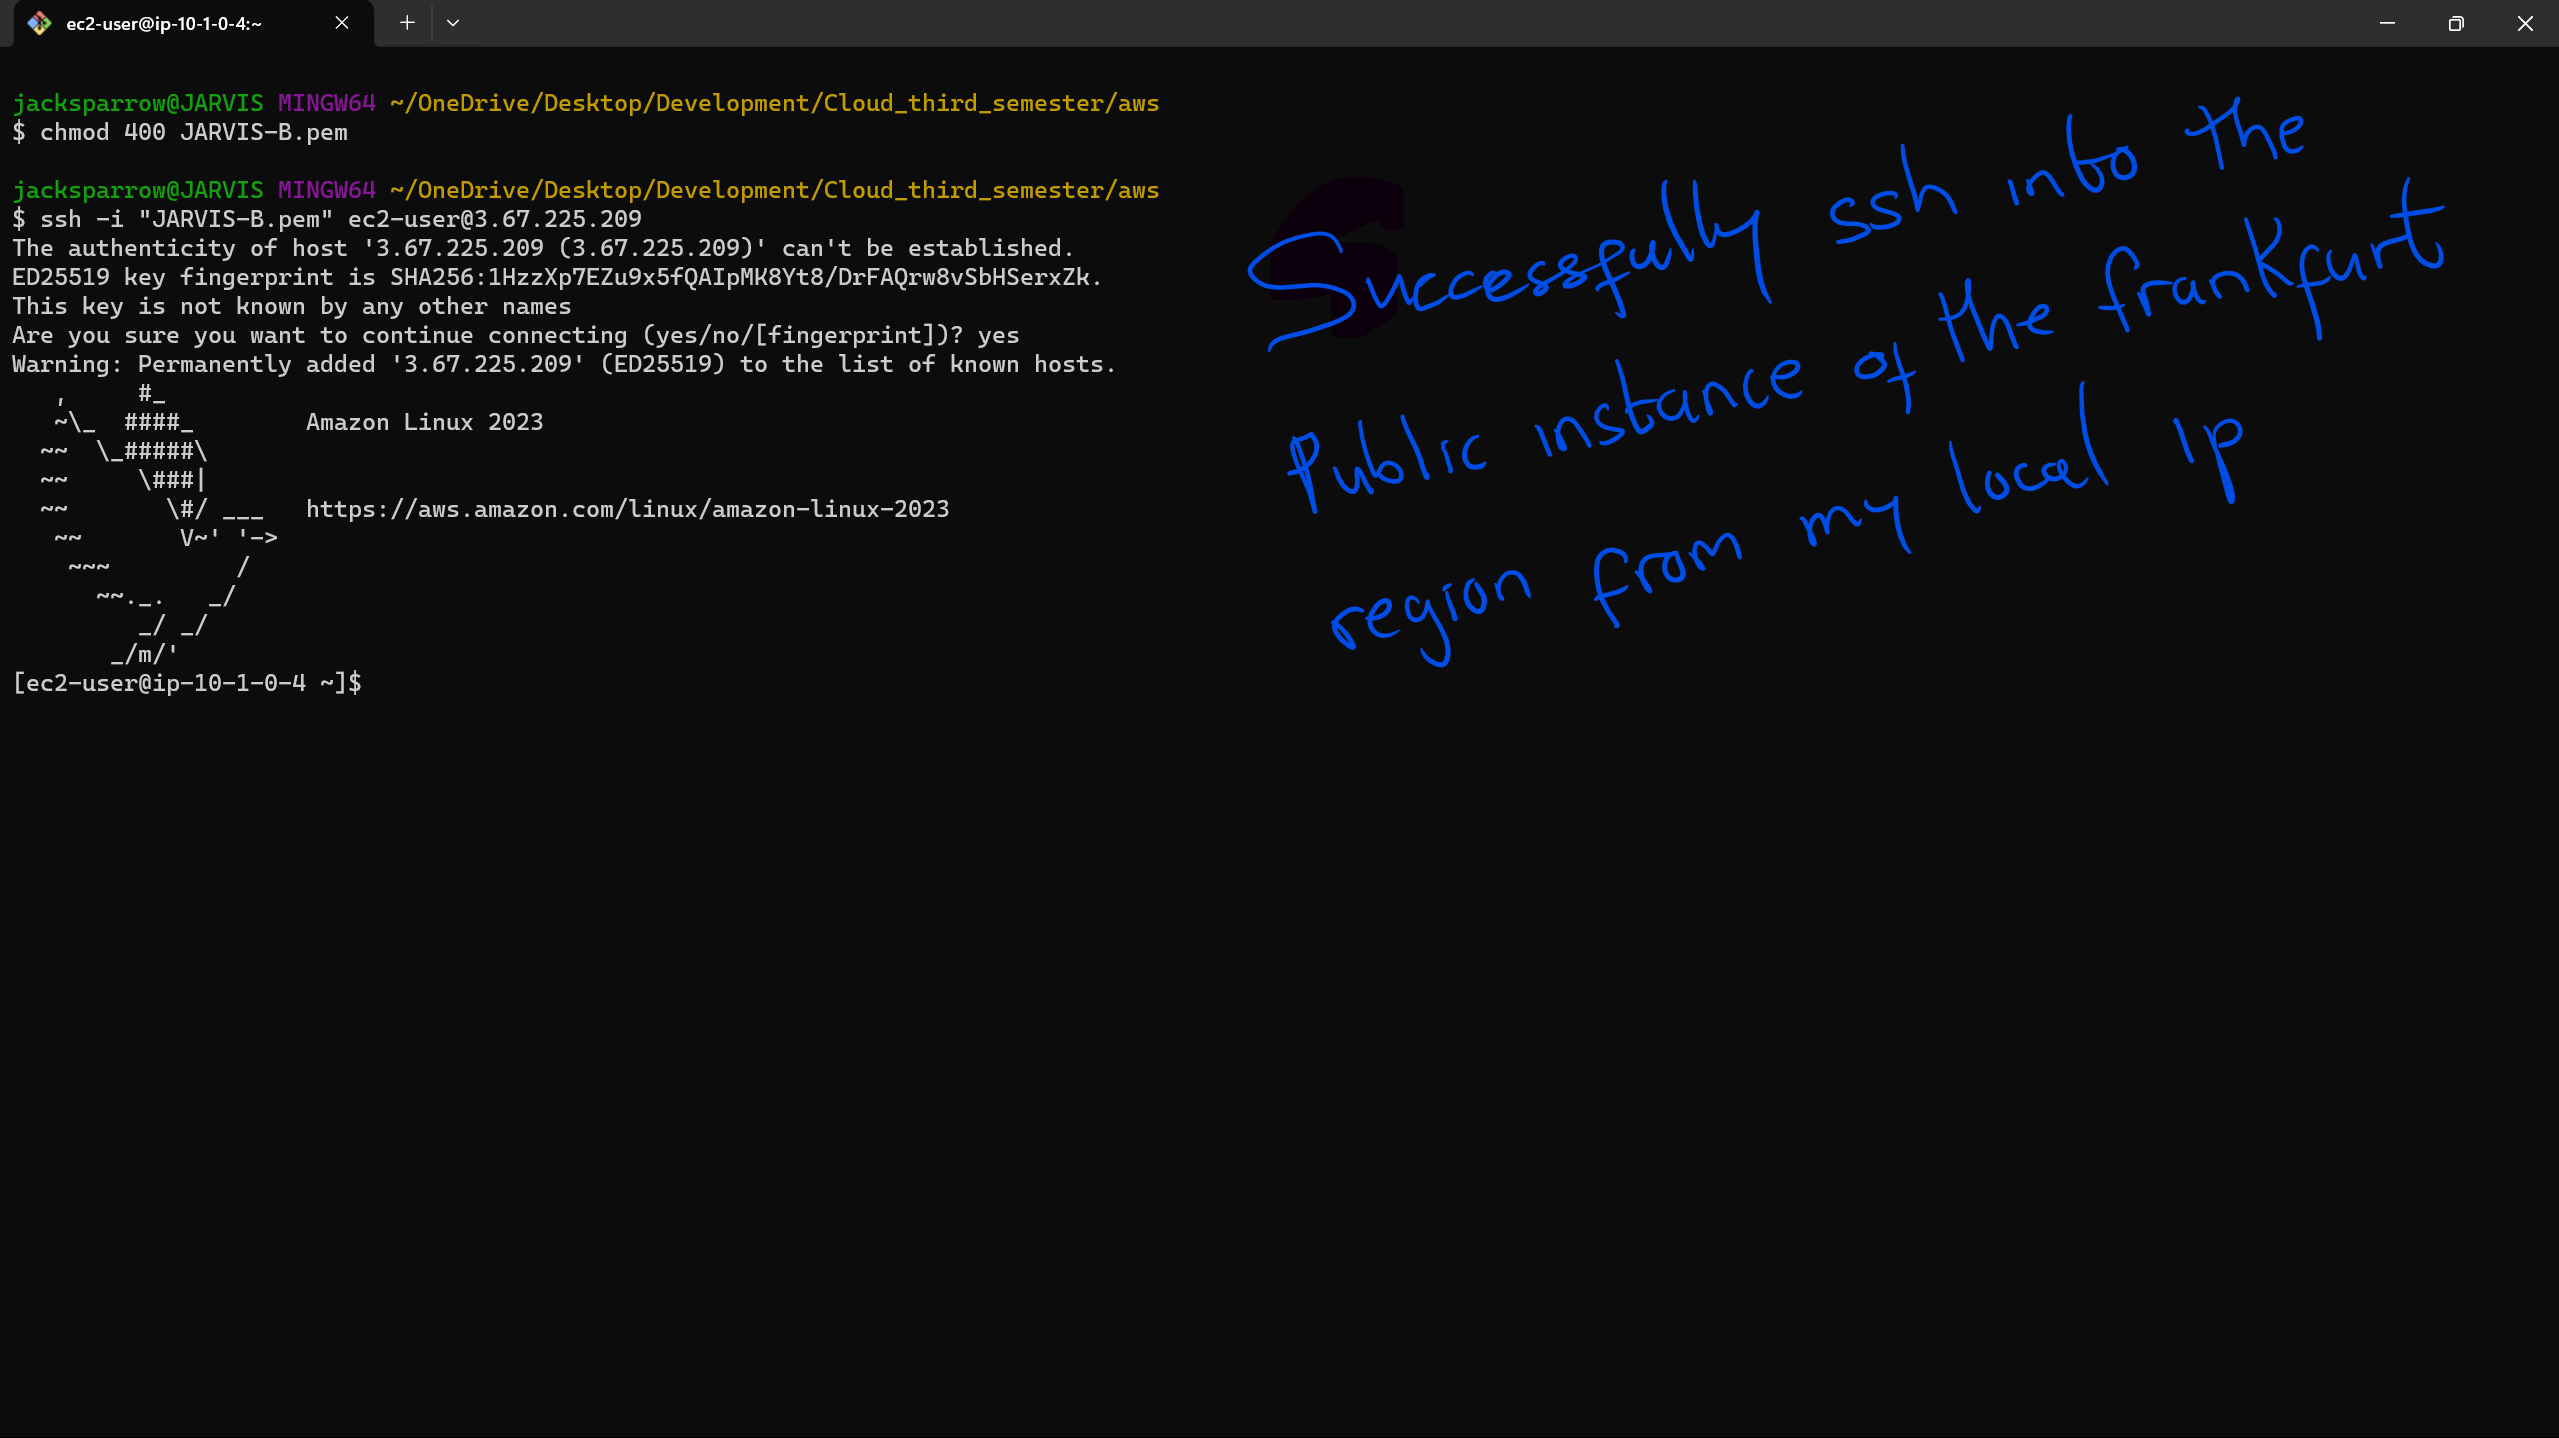 ec2-user@ip-10-1-0-4:~
jacksparrow@JARVIS MINGW64 ~/OneDrive/Desktop/Development/Cloud_third_semester/aws
$ chmod 400 JARVIS-B.pem
jacksparrow@JARVIS MINGW64 ~/OneDrive/Desktop/Development/Cloud_third_semester/aws
$ ssh -i "JARVIS-B.pem" ec2-user@3.67.225.209
The authenticity of host '3.67.225.209 (3.67.225.209)' can't be established.
ED25519 key fingerprint is SHA256:1HzzXp7EZu9x5fQAIpMK8Yt8/DrFAQrw8vSbHSerxZk.
This key is not known by any other names
Are you sure you want to continue connecting (yes/no/[fingerprint])? yes
Warning: Permanently added '3.67.225.209' (ED25519) to the list of known hosts.
   ,     #_
   ~\_  ####_        Amazon Linux 2023
  ~~  \_#####\
  ~~     \###|
  ~~       \#/ ___   https://aws.amazon.com/linux/amazon-linux-2023
   ~~       V~' '->
    ~~~         /
      ~~._.   _/
         _/ _/
       _/m/'
[ec2-user@ip-10-1-0-4 ~]$
Successfully ssh into the
Public instance of the frankfurt
region from my local ip